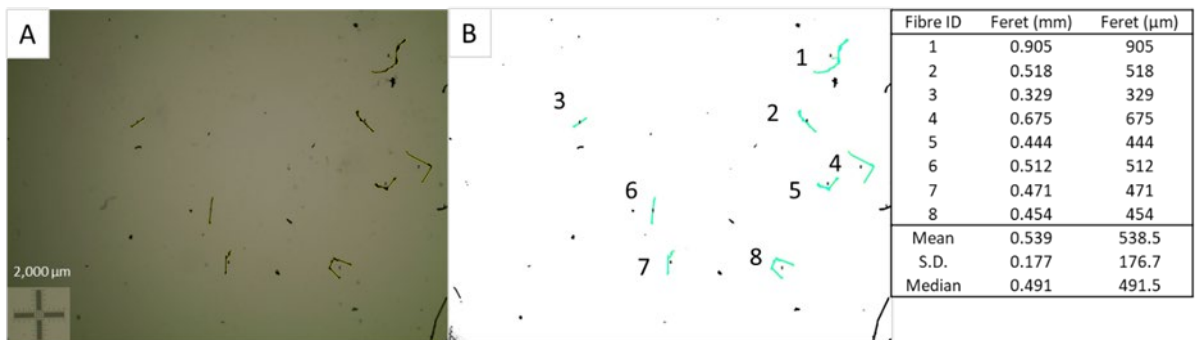 A
2,000 µm
B
1
2
3
4
5
6
7
8
Fibre ID Feret (mm) Feret (µm)
1 0.905 905
2 0.518 518
3 0.329 329
4 0.675 675
5 0.444 444
6 0.512 512
7 0.471 471
8 0.454 454
Mean 0.539 538.5
S.D. 0.177 176.7
Median 0.491 491.5